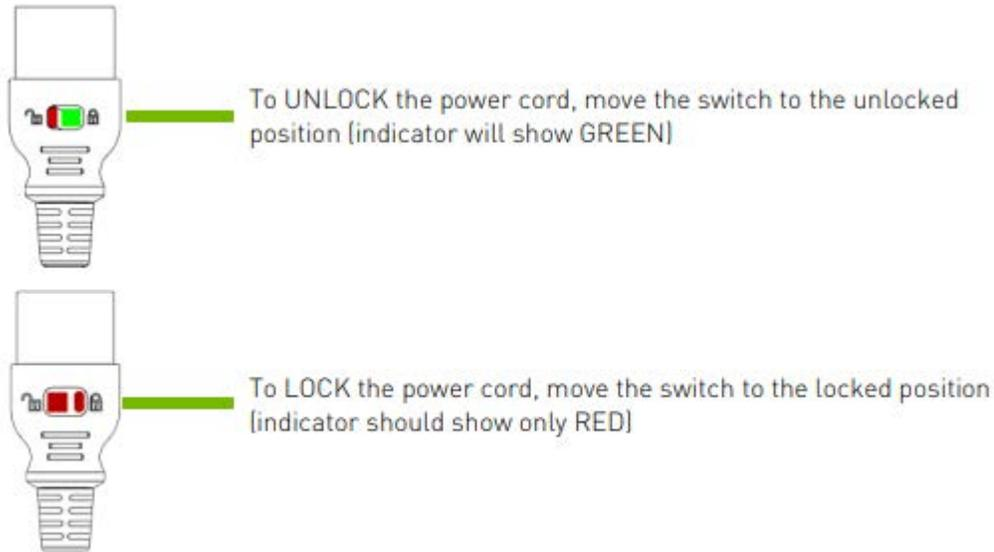 To UNLOCK the power cord, move the switch to the unlocked
position (indicator will show GREEN)
To LOCK the power cord, move the switch to the locked position
(indicator should show only RED)